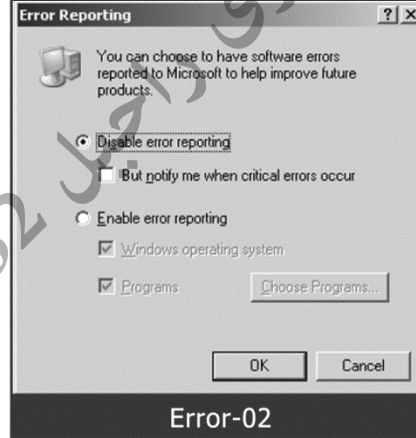 Error Reporting
You can choose to have software errors
reported to Microsoft to help improve future
products.
Disable error reporting
But notify me when critical errors occur
Enable error reporting
Windows operating system
Programs
Choose Programs...
OK
Cancel
Error-02